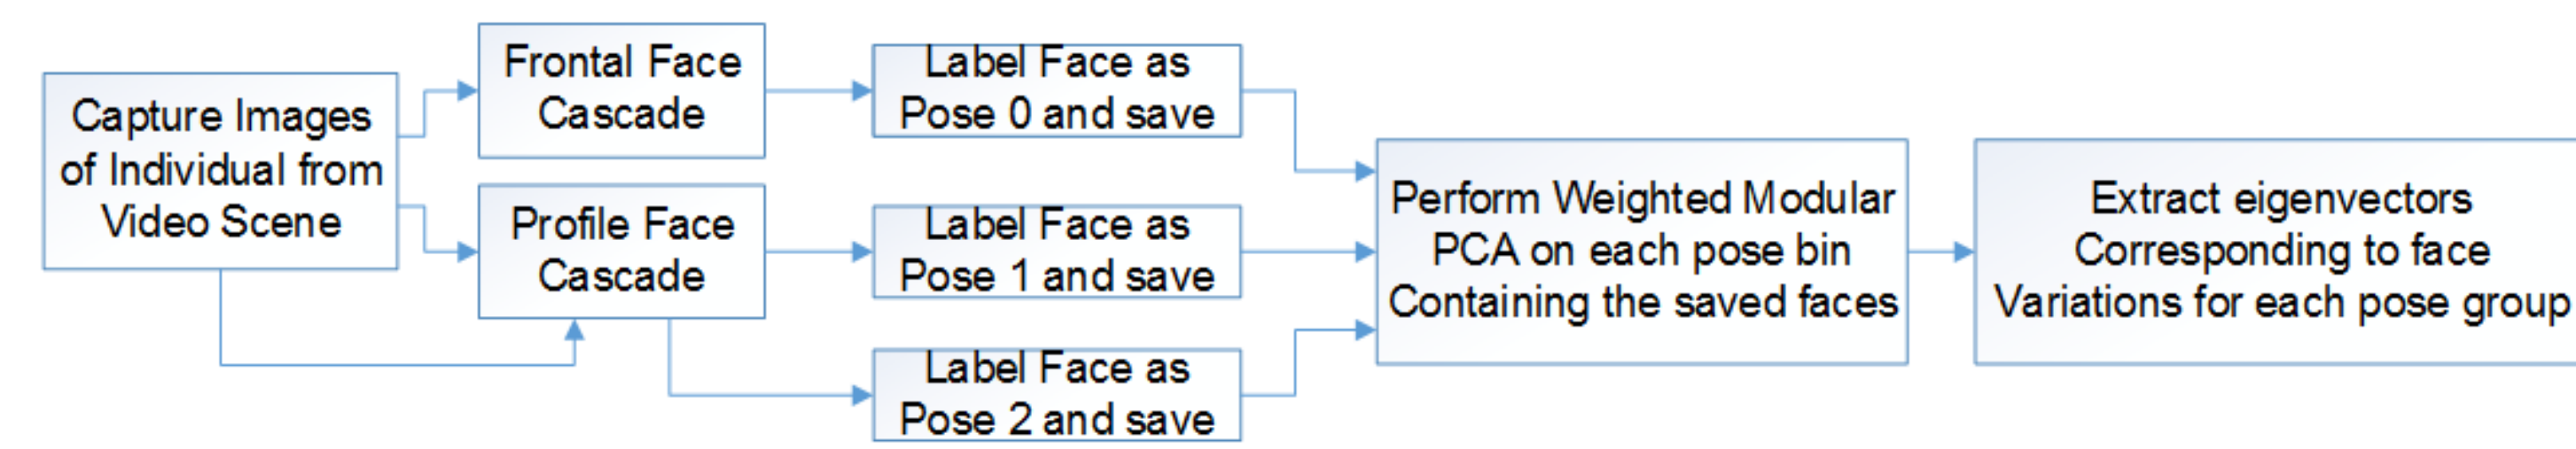 Capture Images
of Individual from
Video Scene
Frontal Face
Cascade
Profile Face
Cascade
Label Face as
Pose 0 and save
Label Face as
Pose 1 and save
Label Face as
Pose 2 and save
Perform Weighted Modular
PCA on each pose bin
Containing the saved faces
Extract eigenvectors
Corresponding to face
Variations for each pose group